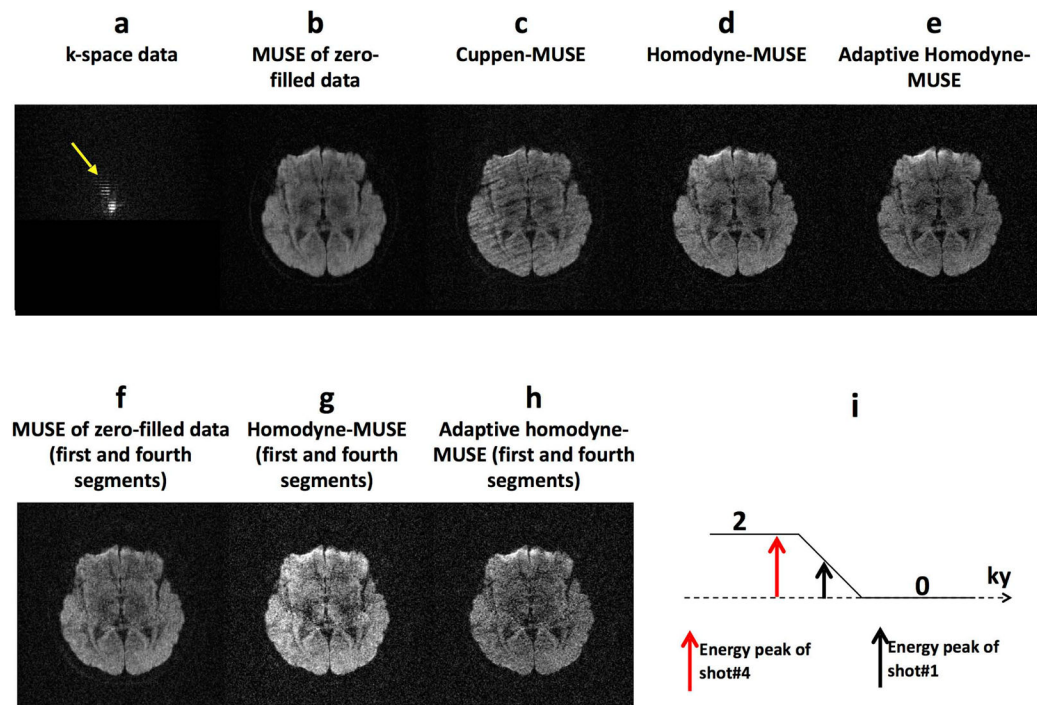 a
k-space data
b
MUSE of zero-
filled data
c
Cuppen-MUSE
d
Homodyne-MUSE
e
Adaptive Homodyne-
MUSE
f
MUSE of zero-filled data
(first and fourth
segments)
g
Homodyne-MUSE
(first and fourth
segments)
h
Adaptive homodyne-
MUSE (first and fourth
segments)
i
2
0
ky
Energy peak of
shot#4
Energy peak of
shot#1